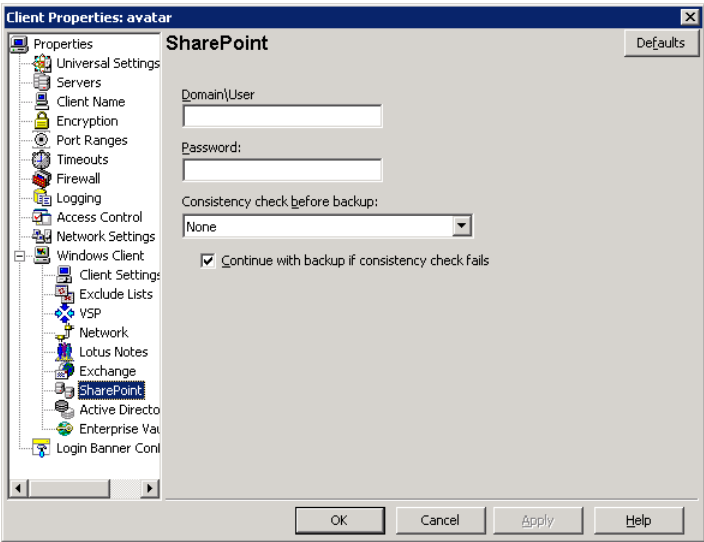 Client Properties: avatar
Properties
Universal Settings
Servers
Client Name
Encryption
Port Ranges
Timeouts
Firewall
Logging
Access Control
Network Settings
Windows Client
Client Settings
Exclude Lists
VSP
Network
Lotus Notes
Exchange
SharePoint
Active Directo
Enterprise Vau
Login Banner Conf
SharePoint
Defaults
Domain\User
Password:
Consistency check before backup:
None
Continue with backup if consistency check fails
OK
Cancel
Apply
Help